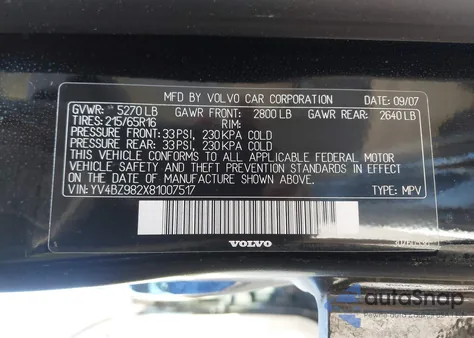 MFD BY VOLVO CAR CORPORATION DATE: 09/07
GVWR: 5270 LB GAWR FRONT: 2800 LB GAWR REAR: 2640 LB
TIRES: 215/65R16 RIM:
PRESSURE FRONT: 33 PSI, 230 KPA COLD
PRESSURE REAR: 33 PSI, 230 KPA COLD
THIS VEHICLE CONFORMS TO ALL APPLICABLE FEDERAL MOTOR
VEHICLE SAFETY AND THEFT PREVENTION STANDARDS
IN EFFECT ON THE DATE OF MANUFACTURE SHOWN ABOVE.
VIN: YV4BZ982X81007517 TYPE: MPV
VOLVO
autoSnap